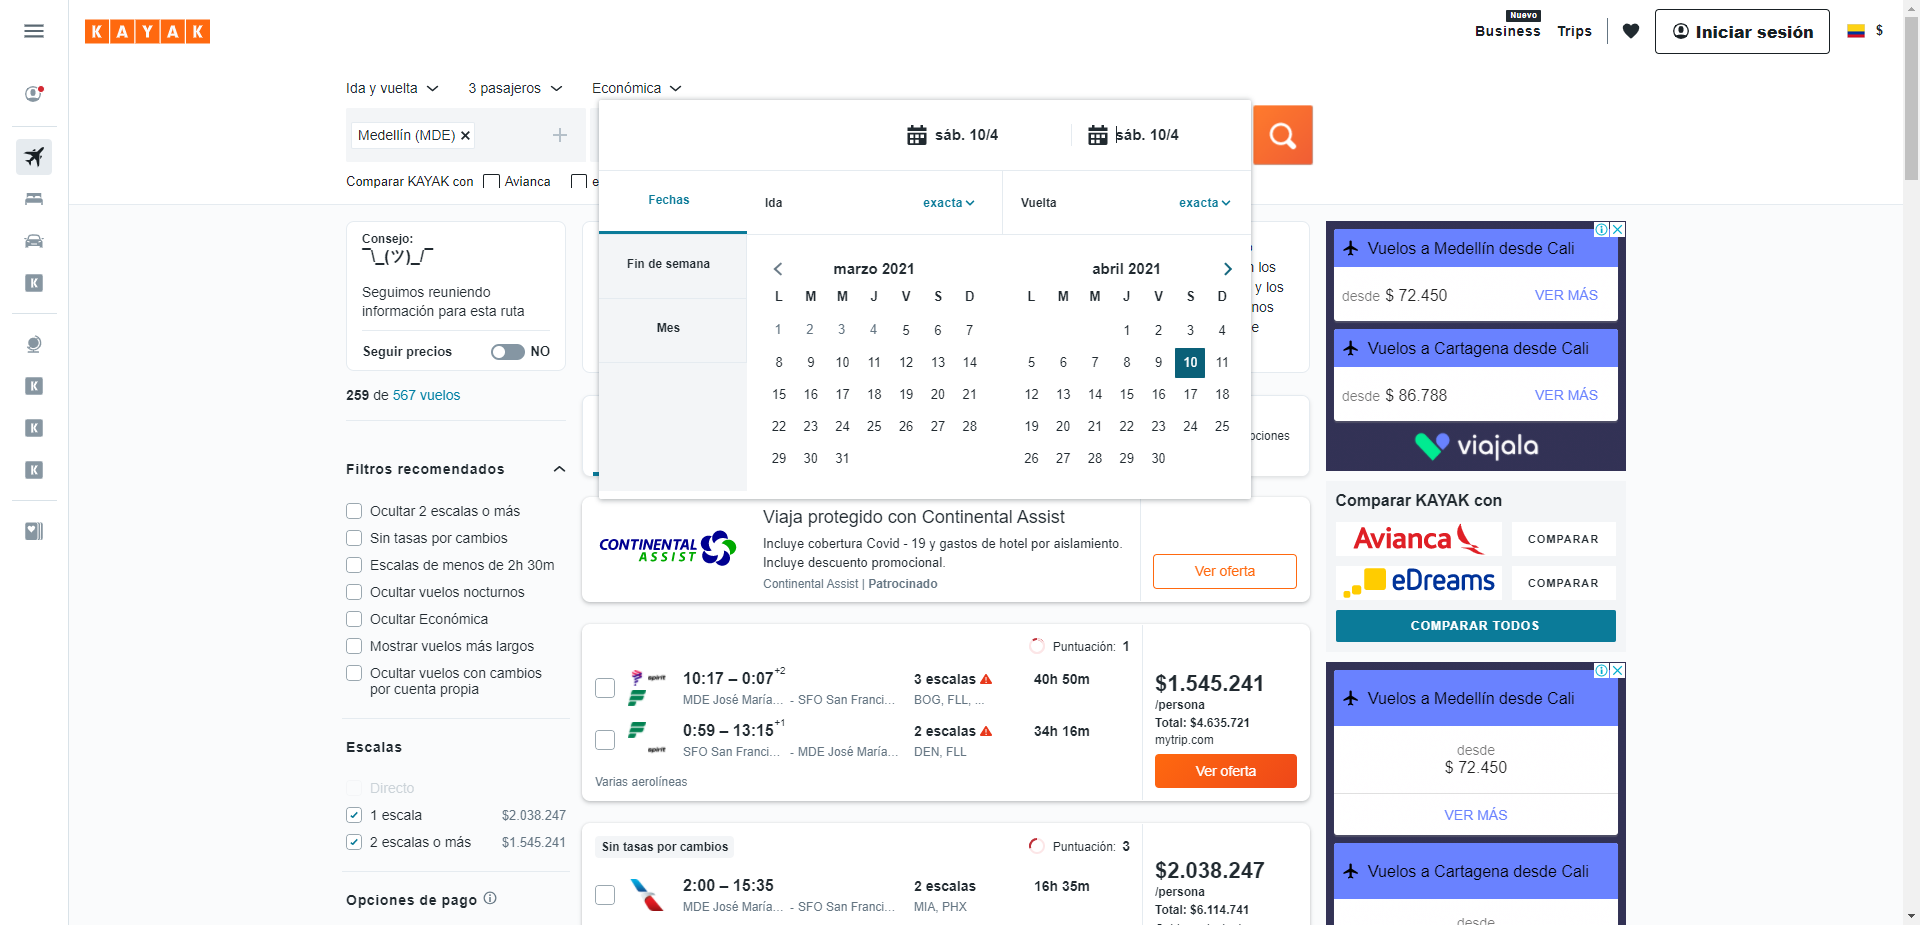 KAYAK
Nuevo
Business
Trips
Iniciar sesión
$
Ida y vuelta
3 pasajeros
Económica
Medellín (MDE)
sáb. 10/4
sáb. 10/4
Comparar KAYAK con
Avianca
e
Fechas
Ida
exacta
Vuelta
exacta
Fin de semana
Mes
marzo 2021
L M M J V S D
1 2 3 4 5 6 7
8 9 10 11 12 13 14
15 16 17 18 19 20 21
22 23 24 25 26 27 28
29 30 31
abril 2021
L M M J V S D
1 2 3 4
5 6 7 8 9 10 11
12 13 14 15 16 17 18
19 20 21 22 23 24 25
26 27 28 29 30
los
y los
nos
e
pciones
Consejo:
¯\_(ツ)_/¯
Seguimos reuniendo
información para esta ruta
Seguir precios
NO
259 de 567 vuelos
Filtros recomendados
Ocultar 2 escalas o más
Sin tasas por cambios
Escalas de menos de 2h 30m
Ocultar vuelos nocturnos
Ocultar Económica
Mostrar vuelos más largos
Ocultar vuelos con cambios
por cuenta propia
Escalas
Directo
1 escala $2.038.247
2 escalas o más $1.545.241
Opciones de pago
CONTINENTAL
ASSIST
Viaja protegido con Continental Assist
Incluye cobertura Covid - 19 y gastos de hotel por aislamiento.
Incluye descuento promocional.
Continental Assist | Patrocinado
Ver oferta
Puntuación: 1
spirit
10:17 – 0:07+2
3 escalas
40h 50m
MDE José María... - SFO San Franci...
BOG, FLL, ...
spirit
0:59 – 13:15+1
2 escalas
34h 16m
SFO San Franci... - MDE José María...
DEN, FLL
Varias aerolíneas
$1.545.241
/persona
Total: $4.635.721
mytrip.com
Ver oferta
Sin tasas por cambios
Puntuación: 3
2:00 – 15:35
2 escalas
16h 35m
MDE José María... - SFO San Franci...
MIA, PHX
$2.038.247
/persona
Total: $6.114.741
Vuelos a Medellín desde Cali
desde $ 72.450
VER MÁS
Vuelos a Cartagena desde Cali
desde $ 86.788
VER MÁS
viajala
Comparar KAYAK con
Avianca
COMPARAR
eDreams
COMPARAR
COMPARAR TODOS
Vuelos a Medellín desde Cali
desde
$ 72.450
VER MÁS
Vuelos a Cartagena desde Cali
desde